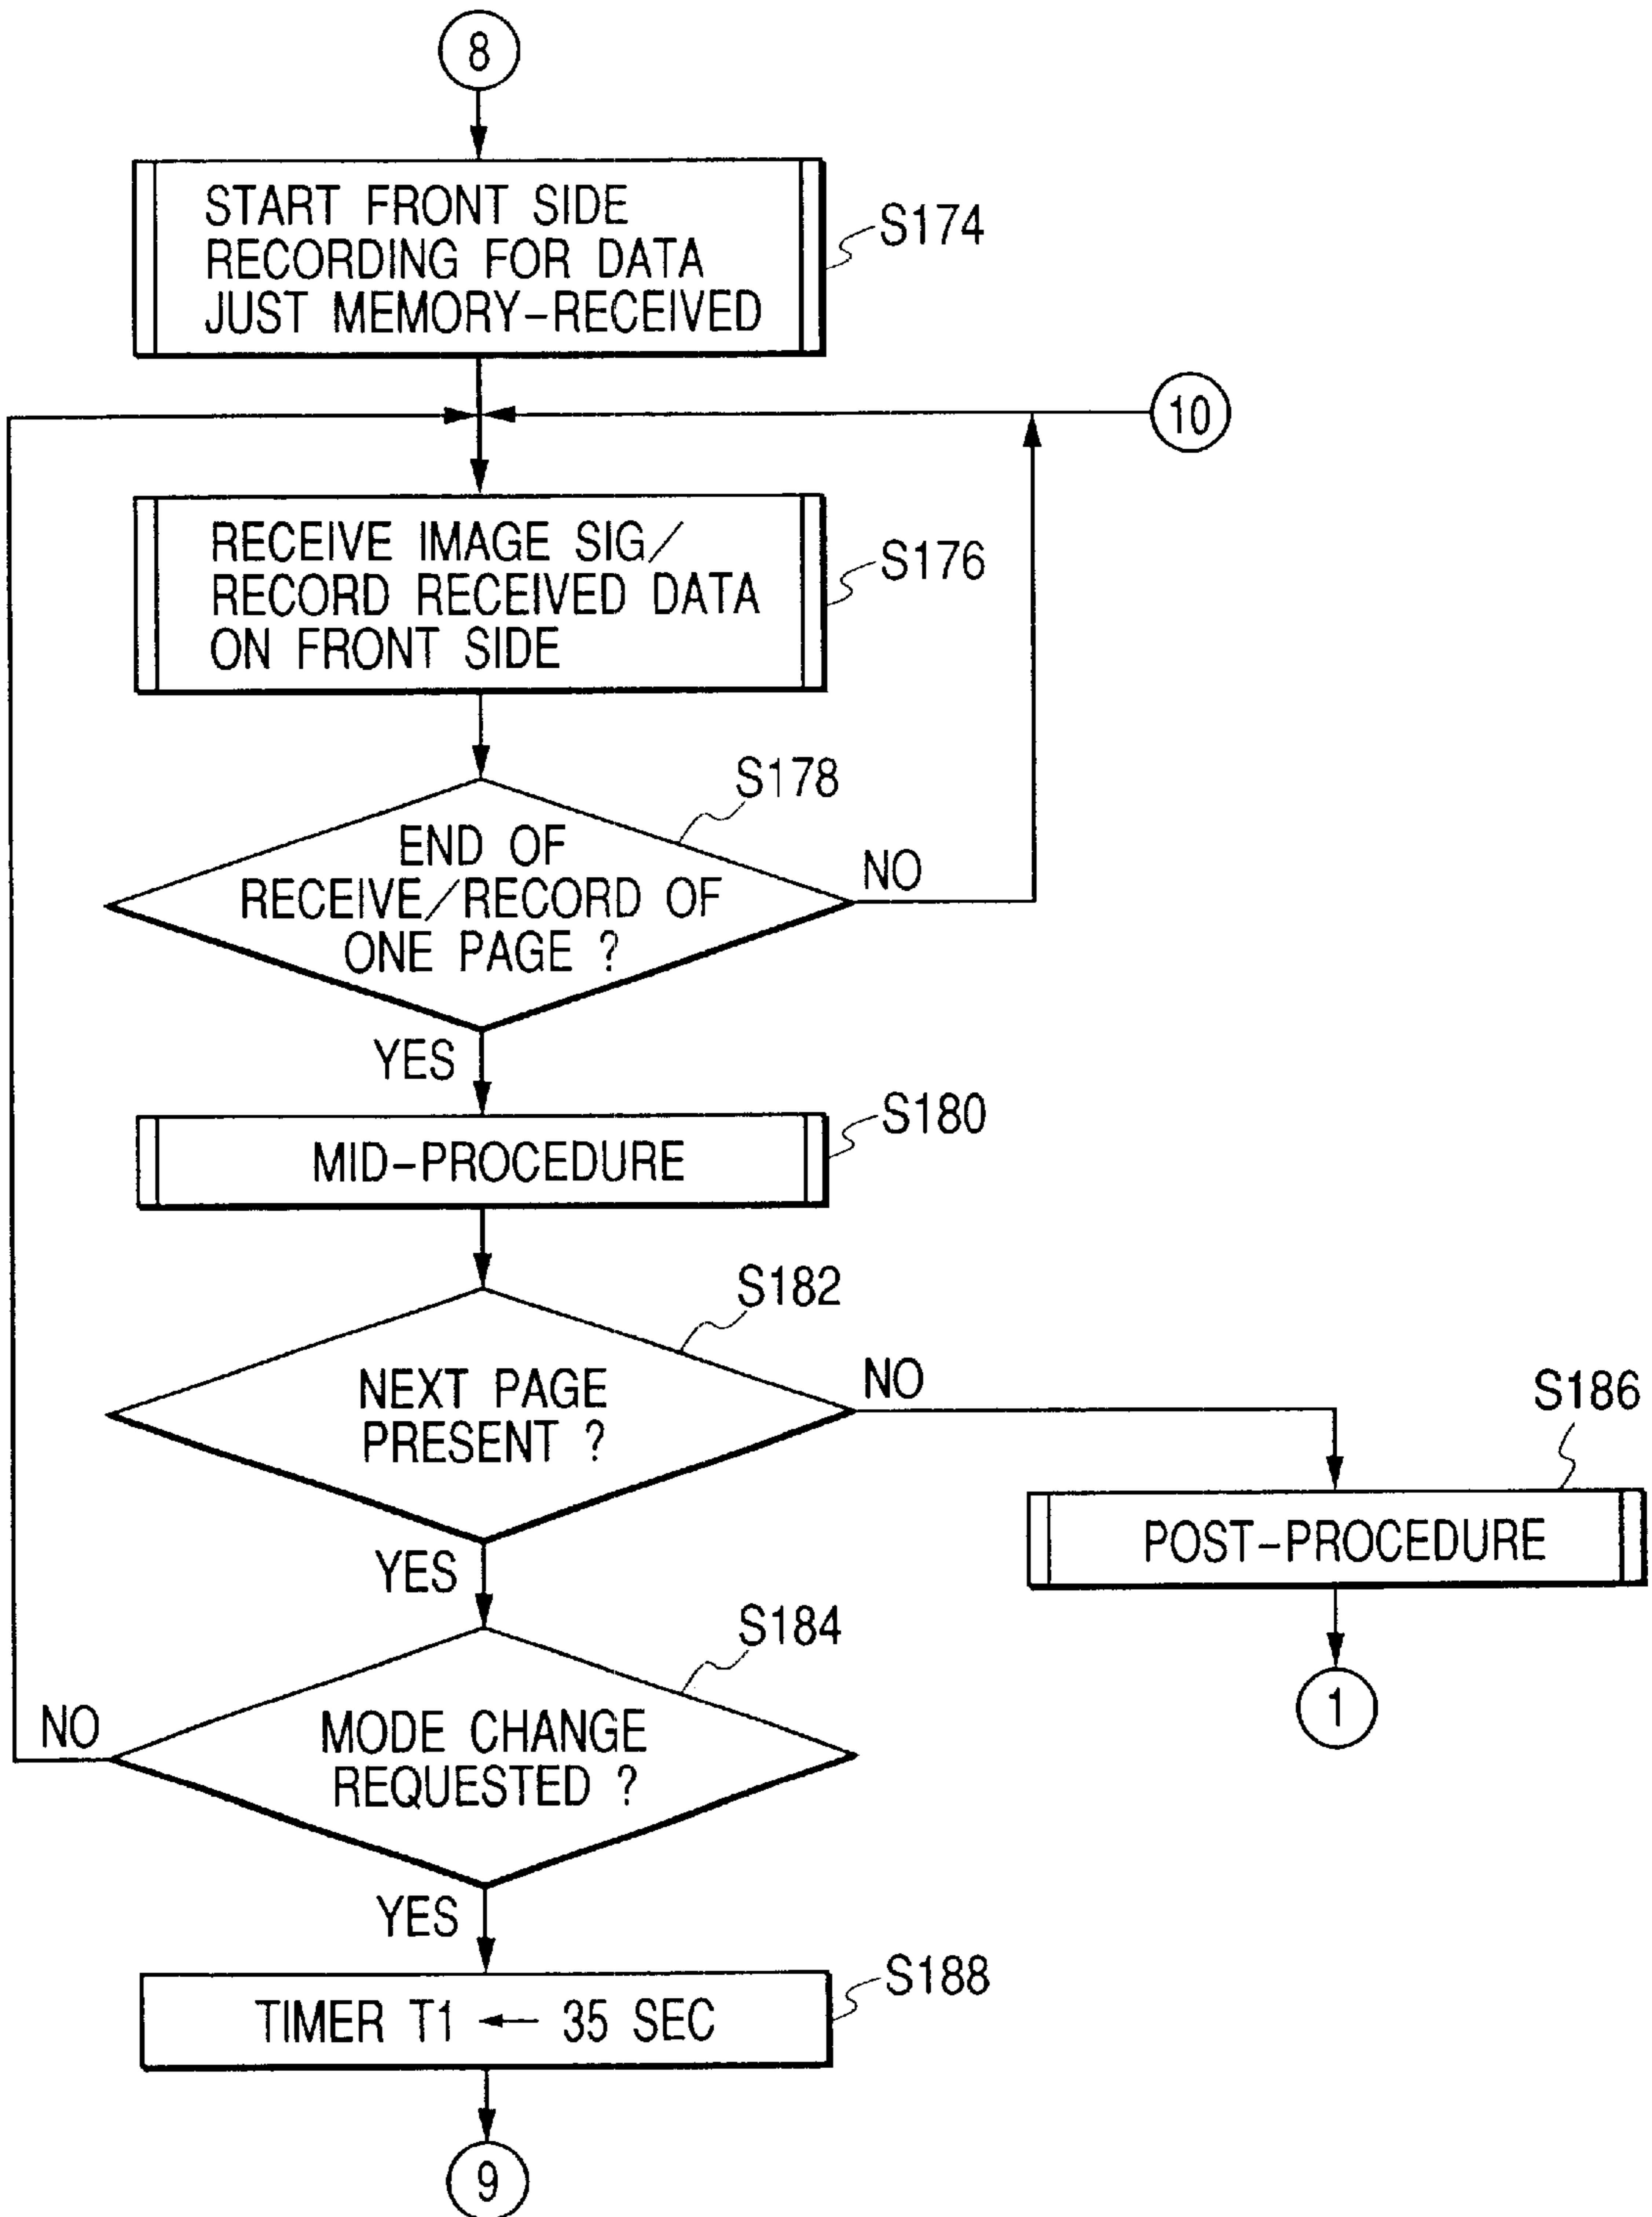 8
START FRONT SIDE
RECORDING FOR DATA
JUST MEMORY-RECEIVED
S174
10
RECEIVE IMAGE SIG/
RECORD RECEIVED DATA
ON FRONT SIDE
S176
S178
END OF
RECEIVE/RECORD OF
ONE PAGE ?
NO
YES
MID-PROCEDURE
S180
S182
NEXT PAGE
PRESENT ?
NO
S186
POST-PROCEDURE
1
YES
S184
MODE CHANGE
REQUESTED ?
NO
YES
TIMER T1 ← 35 SEC
S188
9